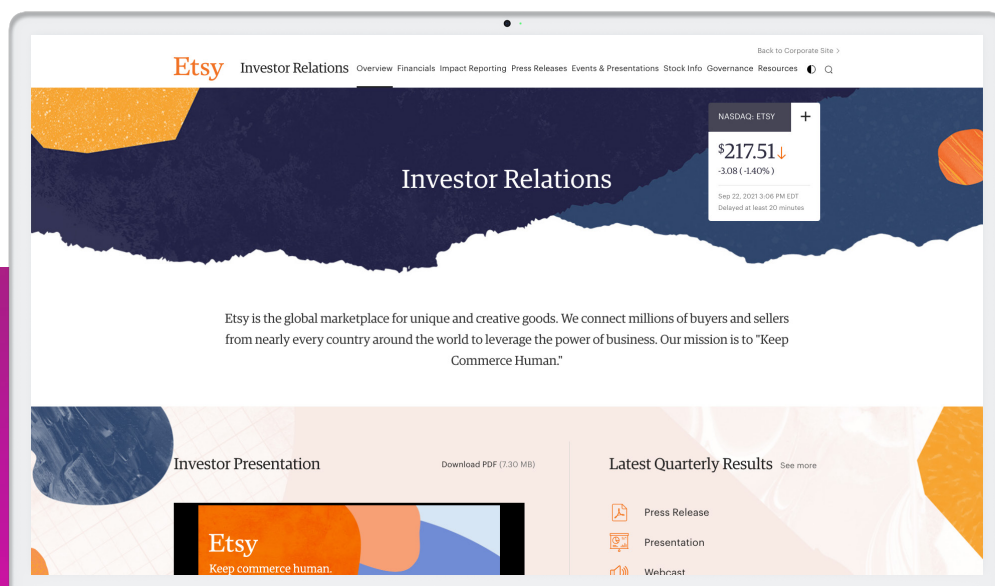 Back to Corporate Site >
Etsy Investor Relations Overview Financials Impact Reporting Press Releases Events & Presentations Stock Info Governance Resources
NASDAQ: ETSY +
$217.51↓
-3.08 ( -1.40% )
Sep 22, 2021 3:06 PM EDT
Delayed at least 20 minutes
Investor Relations
Etsy is the global marketplace for unique and creative goods. We connect millions of buyers and sellers
from nearly every country around the world to leverage the power of business. Our mission is to "Keep
Commerce Human."
Investor Presentation Download PDF (7.30 MB)
Etsy
Keep commerce human.
Latest Quarterly Results See more
Press Release
Presentation
Webcast